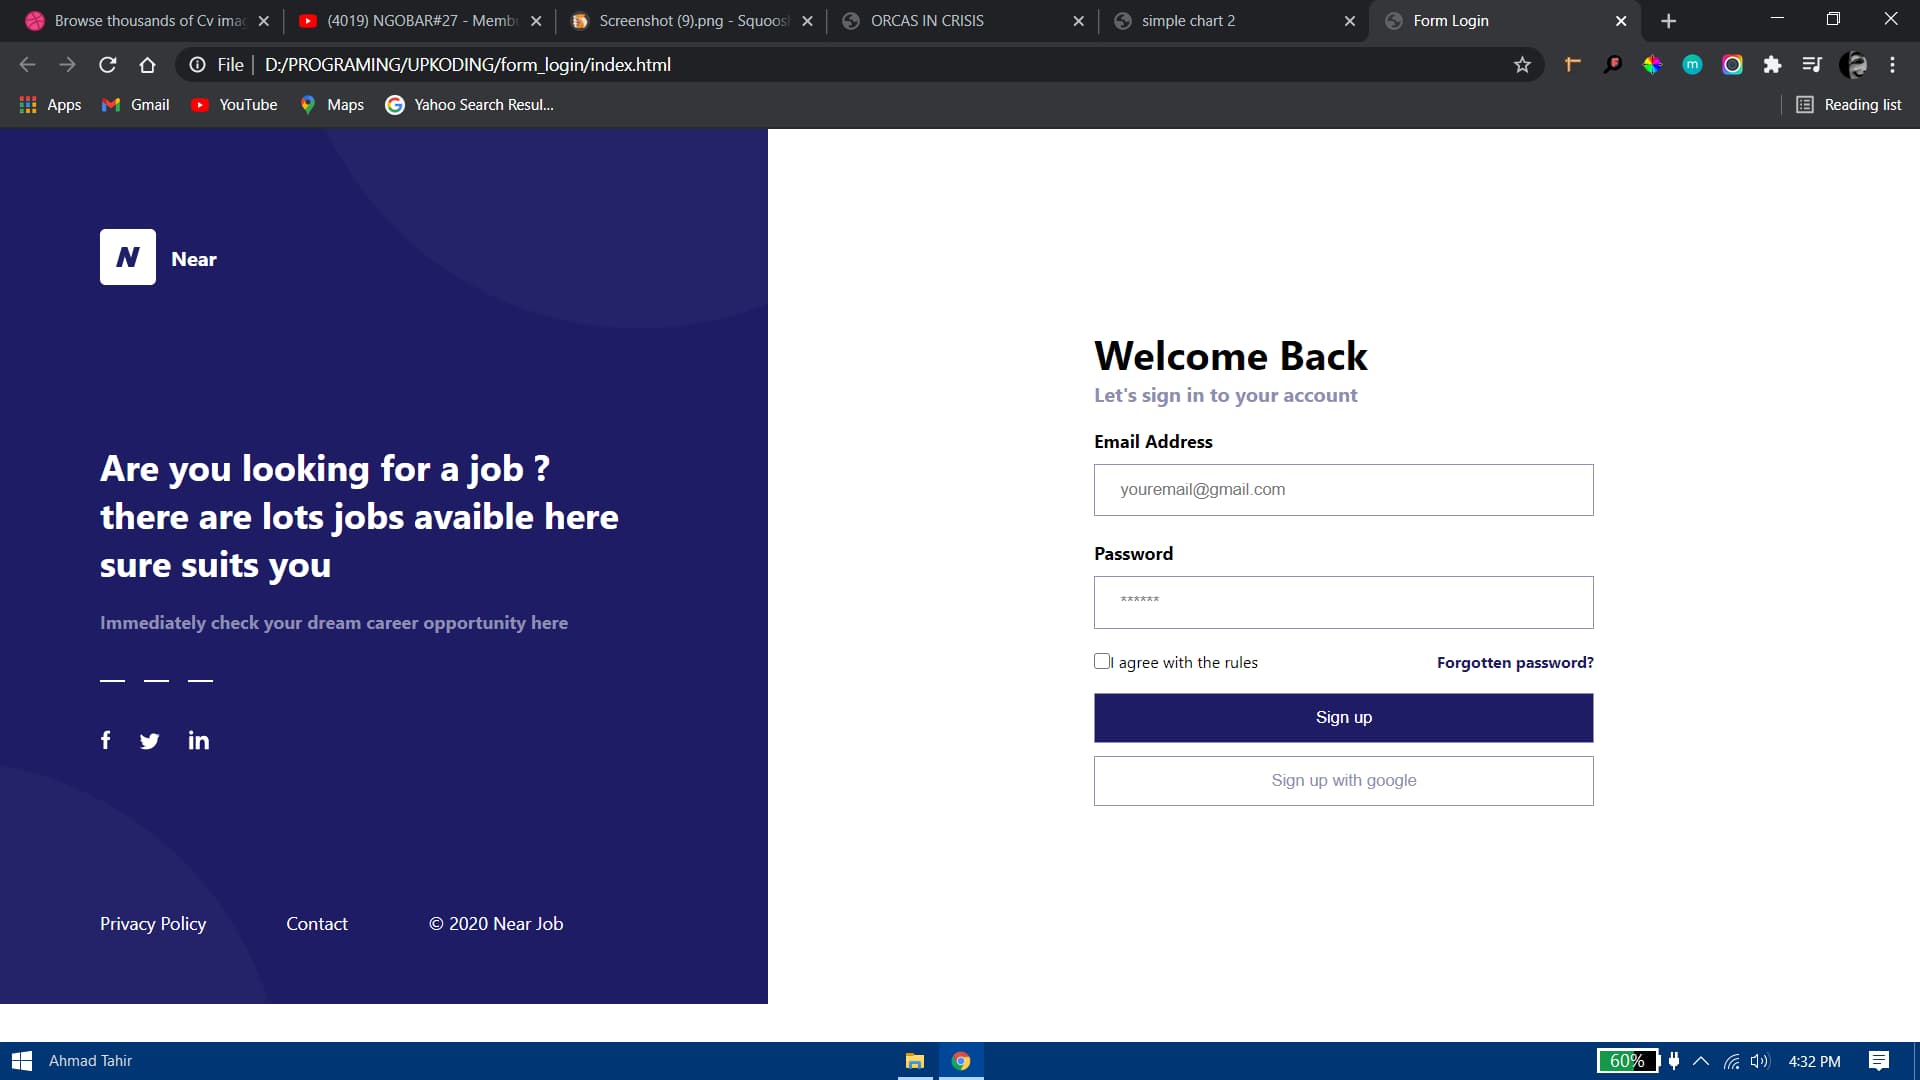 Browse thousands of Cv imag
(4019) NGOBAR#27 - Membu
Screenshot (9).png - Squoosh
ORCAS IN CRISIS
simple chart 2
Form Login
File
D:/PROGRAMING/UPKODING/form_login/index.html
Apps
Gmail
YouTube
Maps
Yahoo Search Resul...
Reading list
N
Near
Are you looking for a job ?
there are lots jobs avaible here
sure suits you
Immediately check your dream career opportunity here
f
in
Privacy Policy
Contact
© 2020 Near Job
Welcome Back
Let's sign in to your account
Email Address
youremail@gmail.com
Password
******
I agree with the rules
Forgotten password?
Sign up
Sign up with google
Ahmad Tahir
60%
4:32 PM